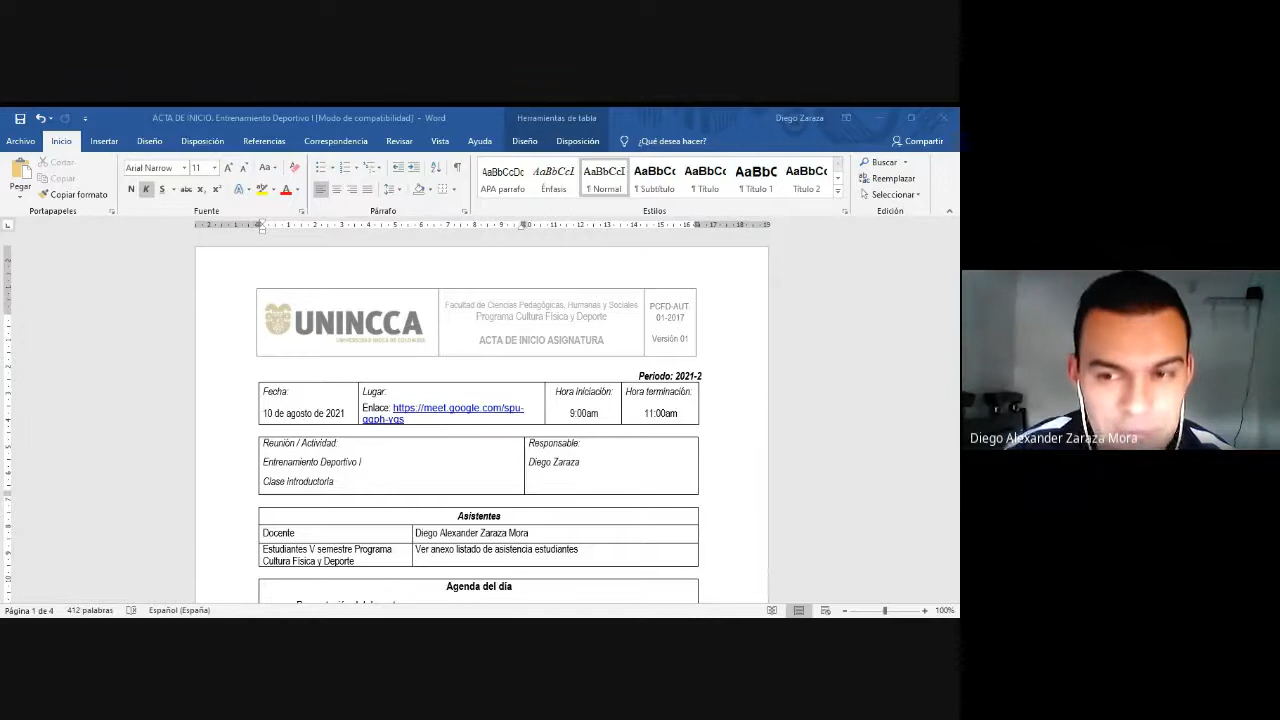 ACTA DE INICIO. Entrenamiento Deportivo I [Modo de compatibilidad] - Word
Herramientas de tabla
Diego Zaraza
Archivo Inicio Insertar Diseño Disposición Referencias Correspondencia Revisar Vista Ayuda Diseño Disposición ¿Qué desea hacer? Compartir
Pegar
Cortar
Copiar
Copiar formato
Arial Narrow 11
N K S abc
AaBbCcDc AaBbCcI AaBbCcI AaBbCc AaBbCc AaBbC AaBbCc
APA parrafo Énfasis ¶ Normal ¶ Subtítulo ¶ Título ¶ Título 1 Título 2
Buscar
Reemplazar
Seleccionar
Portapapeles Fuente Párrafo Estilos Edición
UNINCCA
UNIVERSIDAD INCCA DE COLOMBIA
Facultad de Ciencias Pedagógicas, Humanas y Sociales
Programa Cultura Física y Deporte
ACTA DE INICIO ASIGNATURA
PCFD-AUT-
01-2017
Versión 01
Periodo: 2021-2
Fecha:
10 de agosto de 2021
Lugar:
Enlace: https://meet.google.com/spu-
gqph-vgs
Hora iniciación:
9:00am
Hora terminación:
11:00am
Reunión / Actividad:
Entrenamiento Deportivo I
Clase introductoria
Responsable:
Diego Zaraza
Asistentes
Docente Diego Alexander Zaraza Mora
Estudiantes V semestre Programa
Cultura Física y Deporte
Ver anexo listado de asistencia estudiantes
Agenda del día
Página 1 de 4 412 palabras Español (España) 100%
Diego Alexander Zaraza Mora